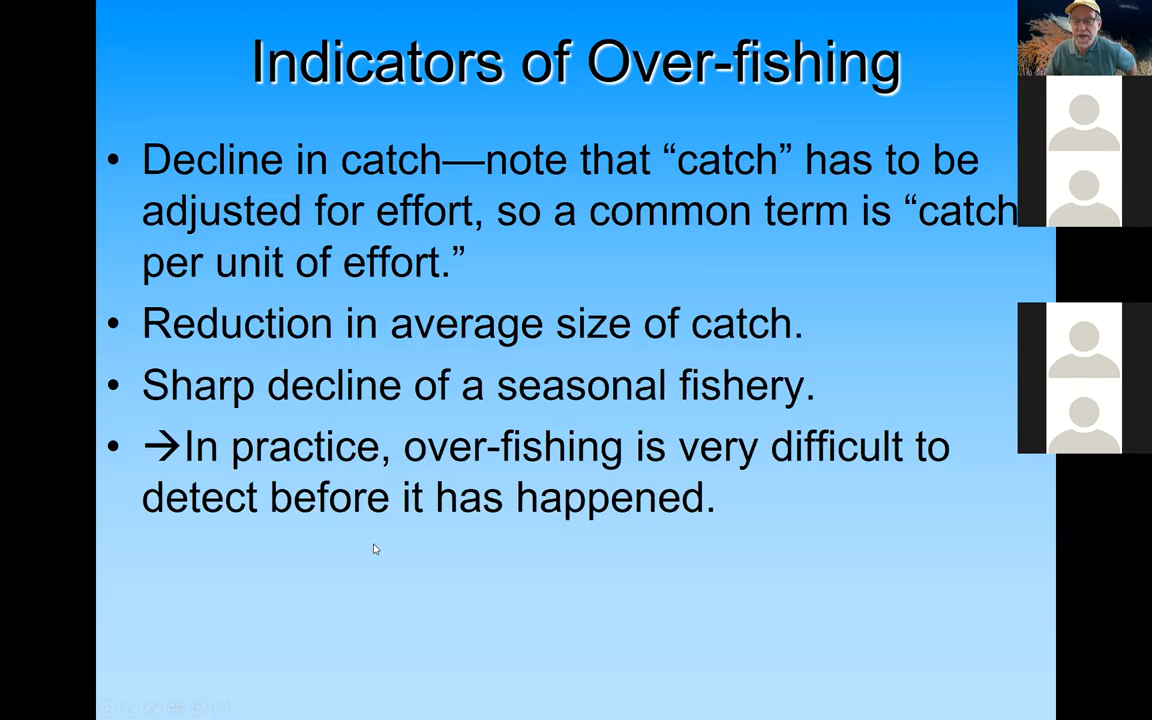 Indicators of Over-fishing
• Decline in catch—note that “catch” has to be
adjusted for effort, so a common term is “catch
per unit of effort.”
• Reduction in average size of catch.
• Sharp decline of a seasonal fishery.
• →In practice, over-fishing is very difficult to
detect before it has happened.